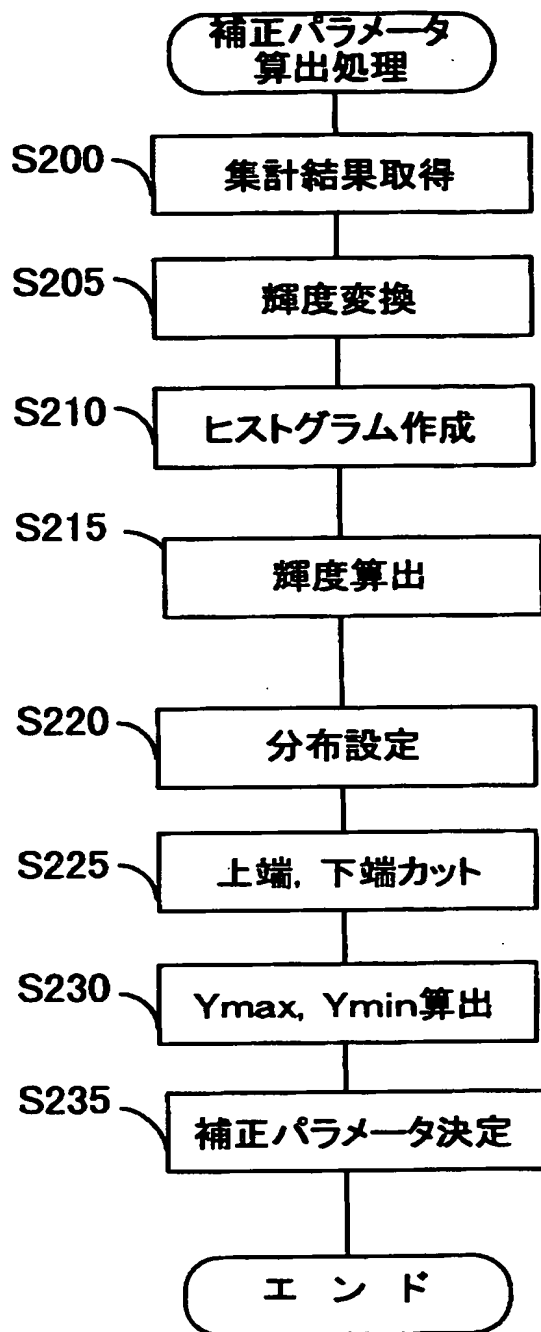 補正パラメータ
算出処理
S200
集計結果取得
S205
輝度変換
S210
ヒストグラム作成
S215
輝度算出
S220
分布設定
S225
上端, 下端カット
S230
Ymax, Ymin算出
S235
補正パラメータ決定
エンド